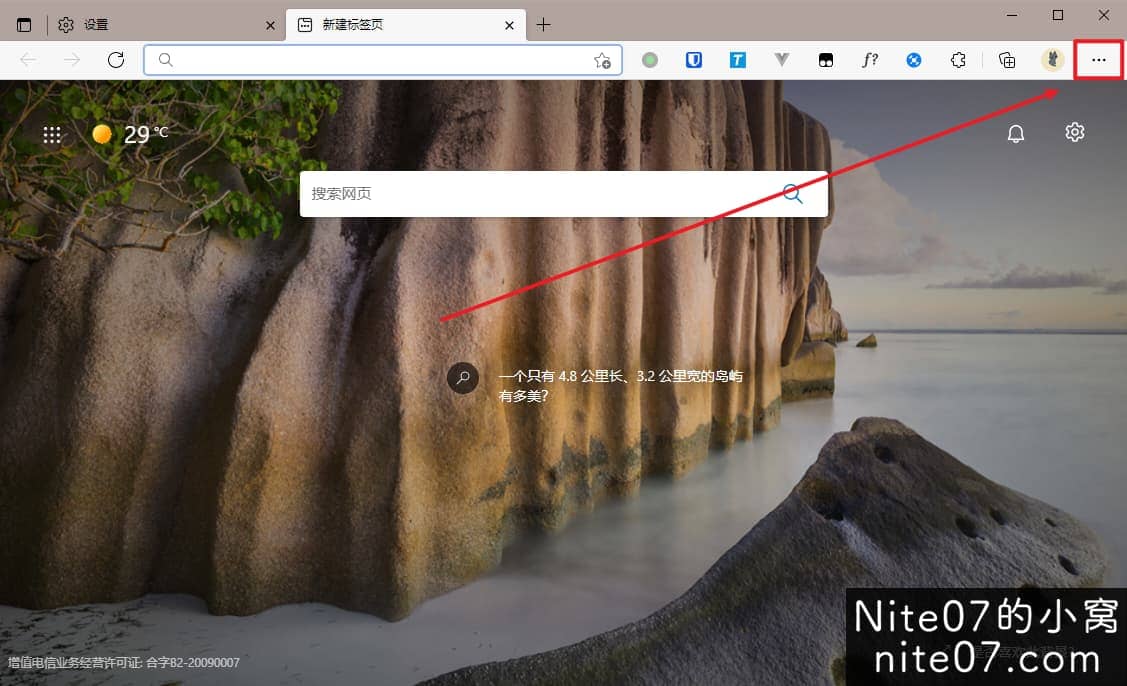 设置
新建标签页
f?
29 °C
搜索网页
一个只有 4.8 公里长、3.2 公里宽的岛屿
有多美?
增值电信业务经营许可证: 合字B2-20090007
Nite07的小窝
nite07.com